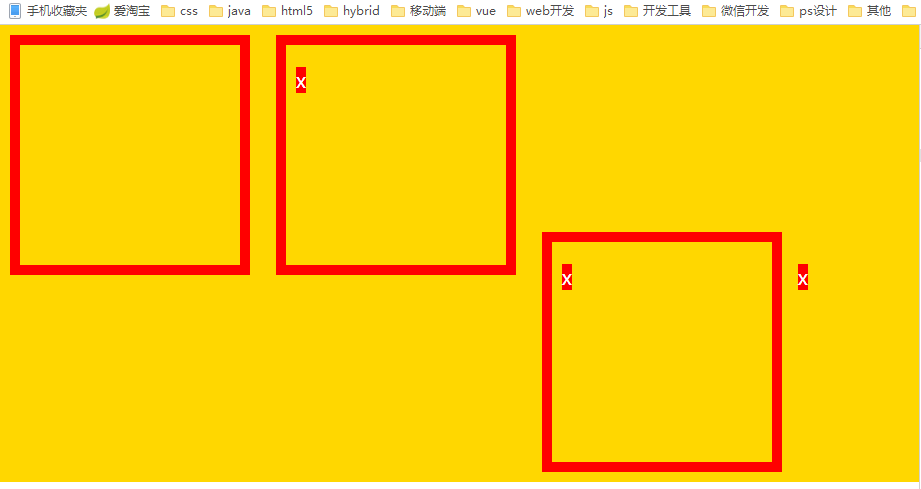 手机收藏夹 爱淘宝 css java html5 hybrid 移动端 vue web开发 js 开发工具 微信开发 ps设计 其他
x
x x